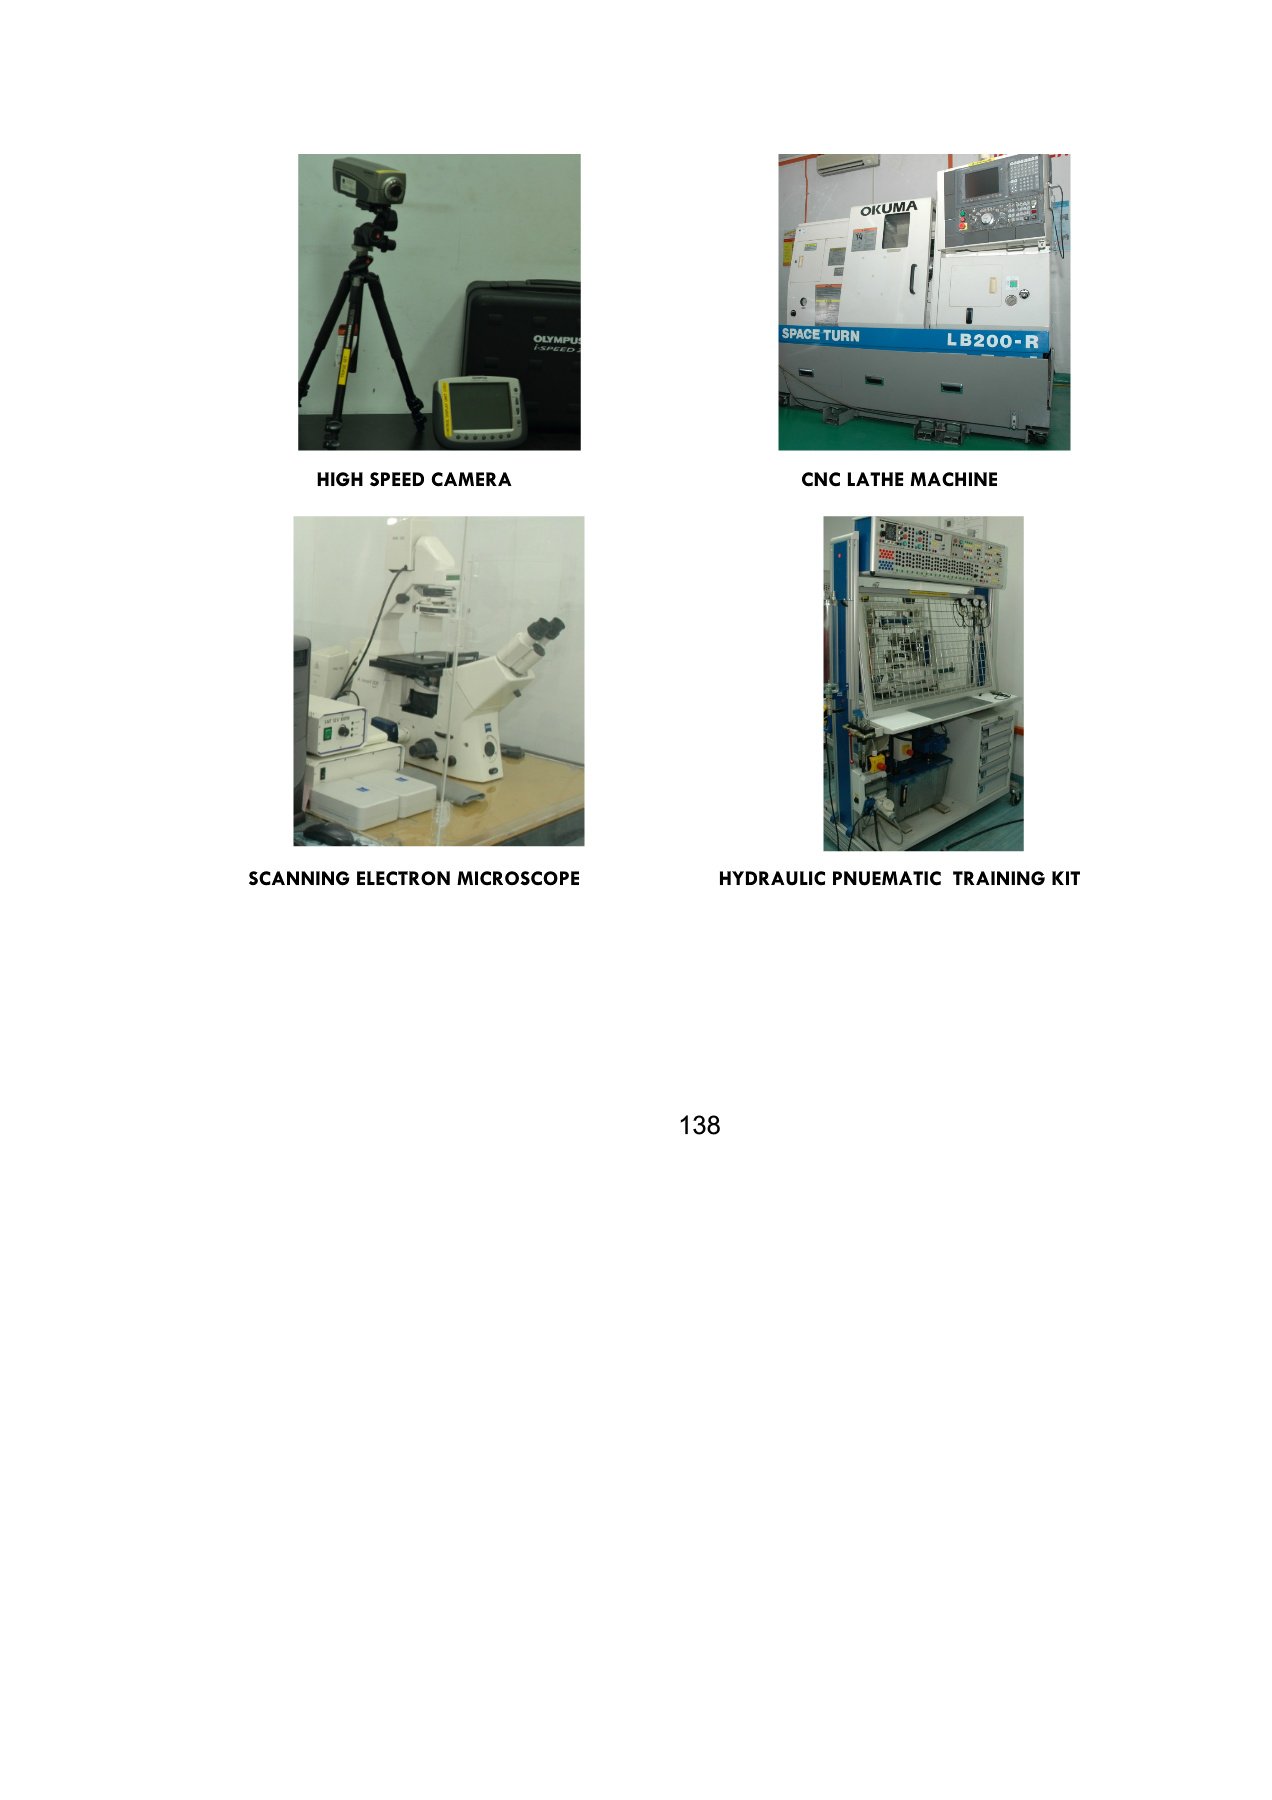 OKUMA
SPACE TURN
LB200-R
OLYMPUS
i-SPEED 2
HIGH SPEED CAMERA
CNC LATHE MACHINE
SCANNING ELECTRON MICROSCOPE
HYDRAULIC PNUEMATIC TRAINING KIT
138